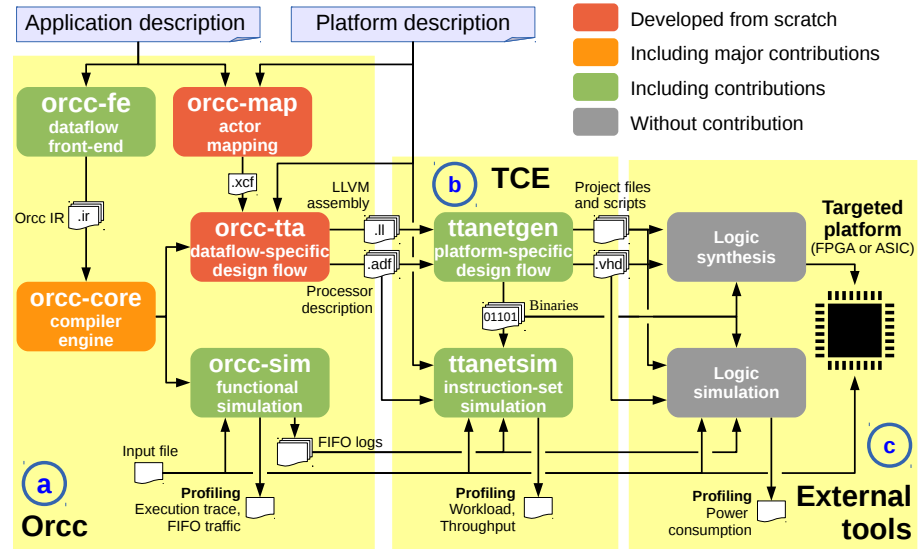 Application description
Platform description
Developed from scratch
Including major contributions
Including contributions
Without contribution
orcc-fe
dataflow
front-end
orcc-map
actor
mapping
.xcf
Orcc IR
.ir
LLVM
assembly
.ll
b
TCE
Project files
and scripts
Targeted
platform
(FPGA or ASIC)
orcc-tta
dataflow-specific
design flow
.adf
ttanetgen
platform-specific
design flow
.vhd
Logic
synthesis
Processor
description
orcc-core
compiler
engine
01101
Binaries
orcc-sim
functional
simulation
ttanetsim
instruction-set
simulation
Logic
simulation
Input file
FIFO logs
a
Orcc
Profiling
Execution trace,
FIFO traffic
Profiling
Workload,
Throughput
Profiling
Power
consumption
c
External
tools